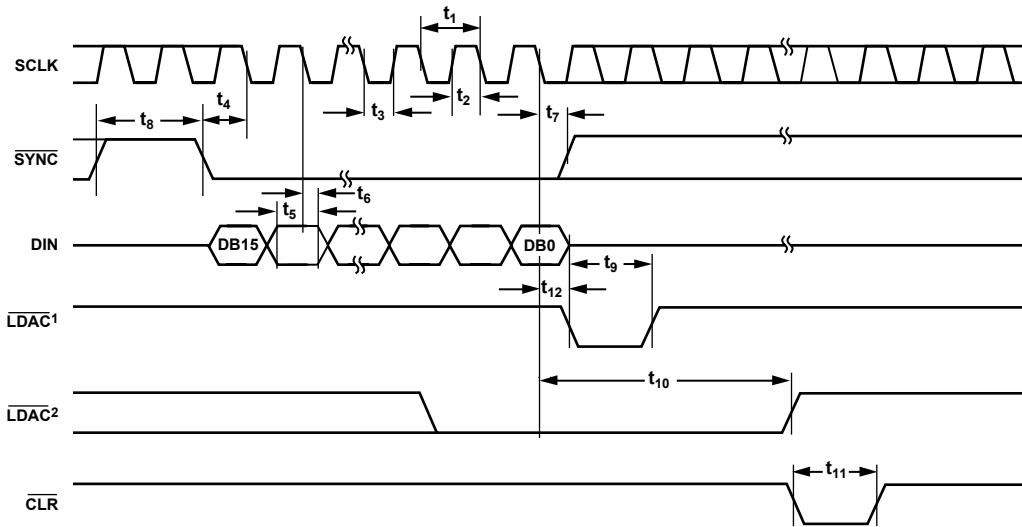 t1
SCLK
t4
t3
t2
t7
t8
SYNC
t6
t5
DIN
DB15
DB0
t9
t12
LDAC1
t10
LDAC2
t11
CLR